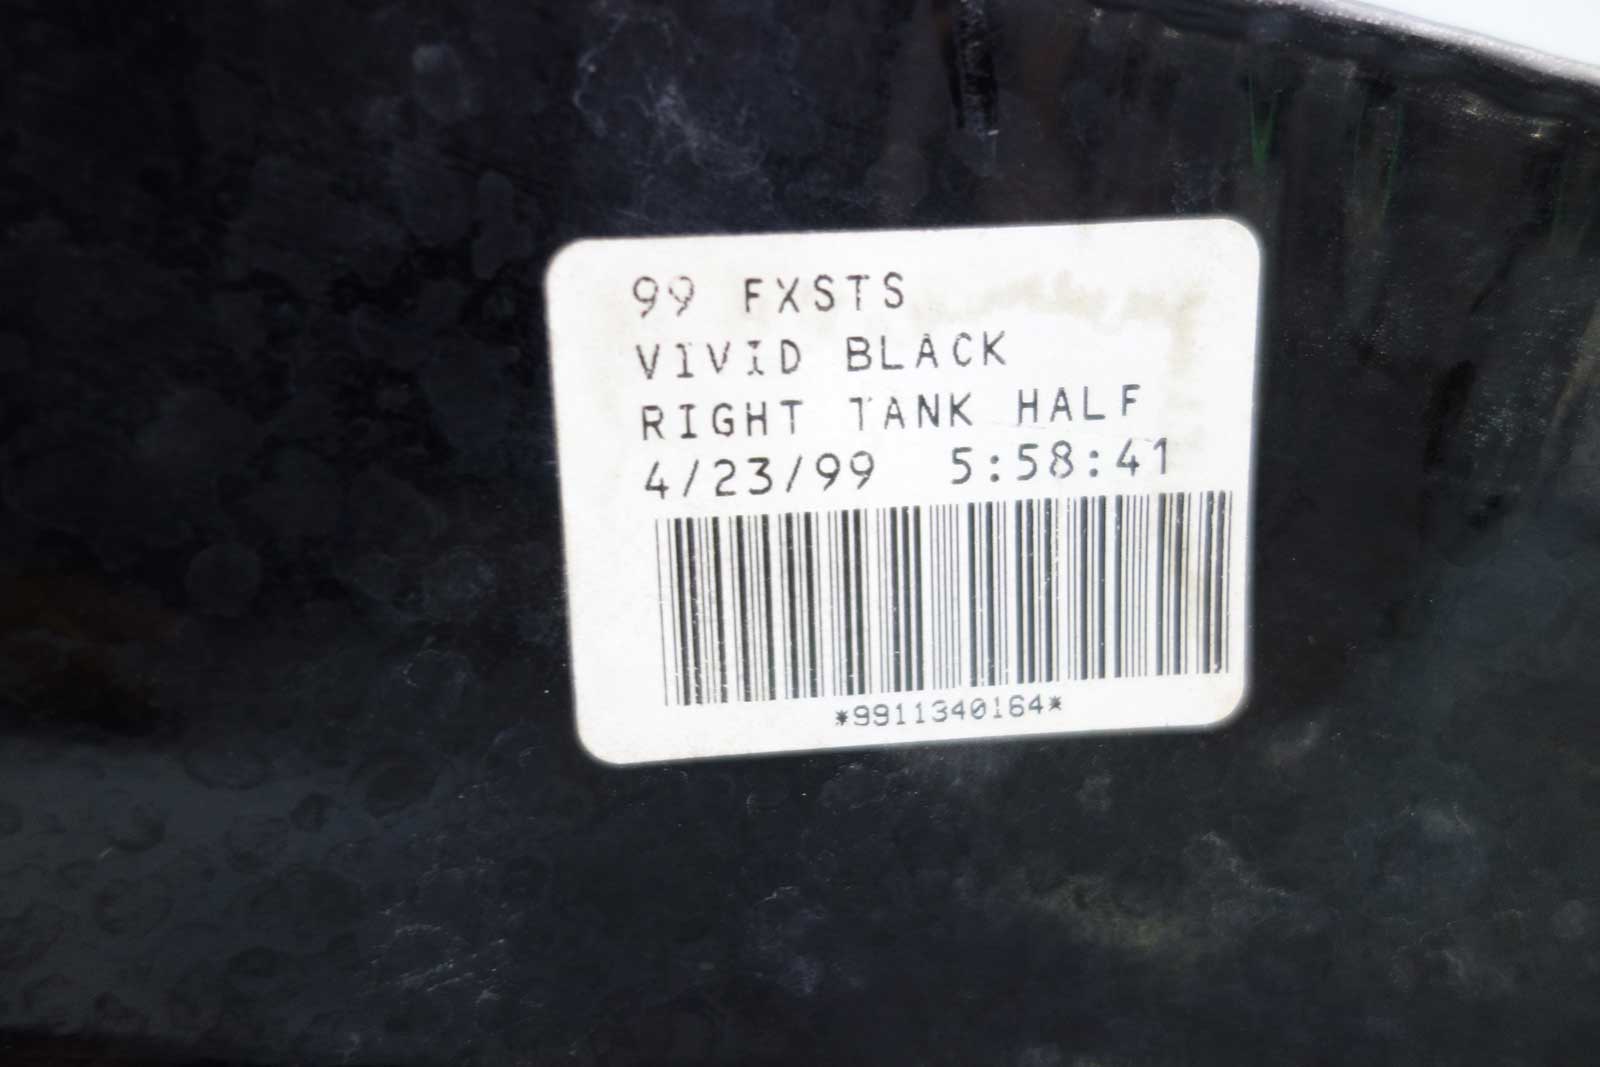 99 FXSTS
VIVID BLACK
RIGHT TANK HALF
4/23/99 5:58:41
*9911340164*